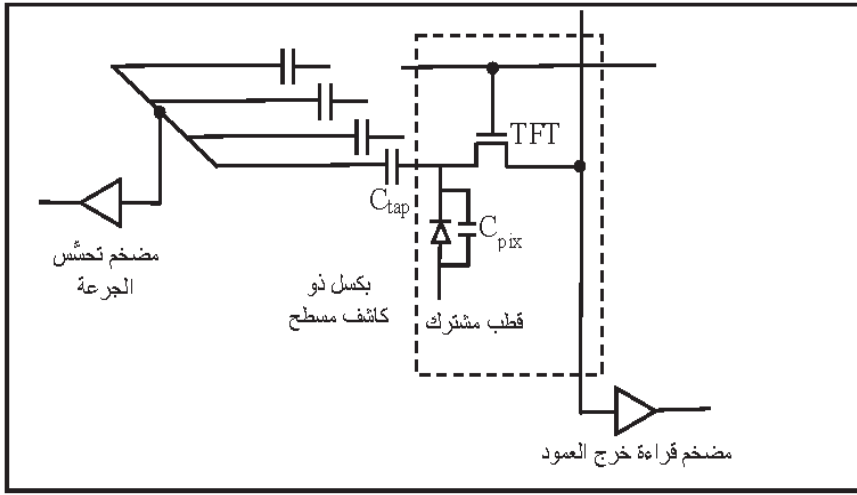 TFT
C_tap
C_pix
مضخم تحسُّس
الجرعة
بكسل ذو
كاشف مسطح
قطب مشترك
مضخم قراءة خرج العمود